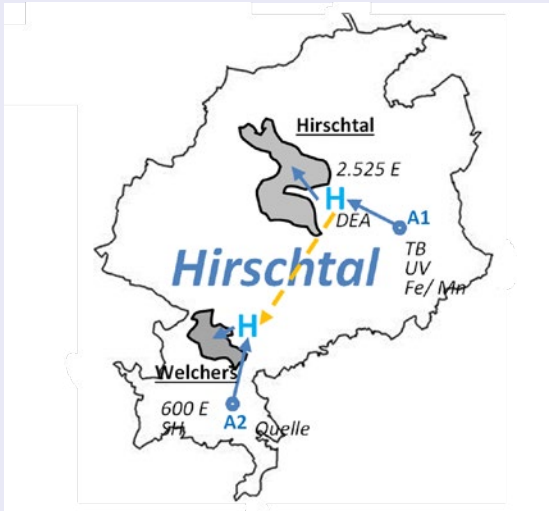 Hirschtal
2.525 E
H
DEA
A1
TB
UV
Fe/ Mn
Hirschtal
H
Welchers
600 E
SH
A2
Quelle